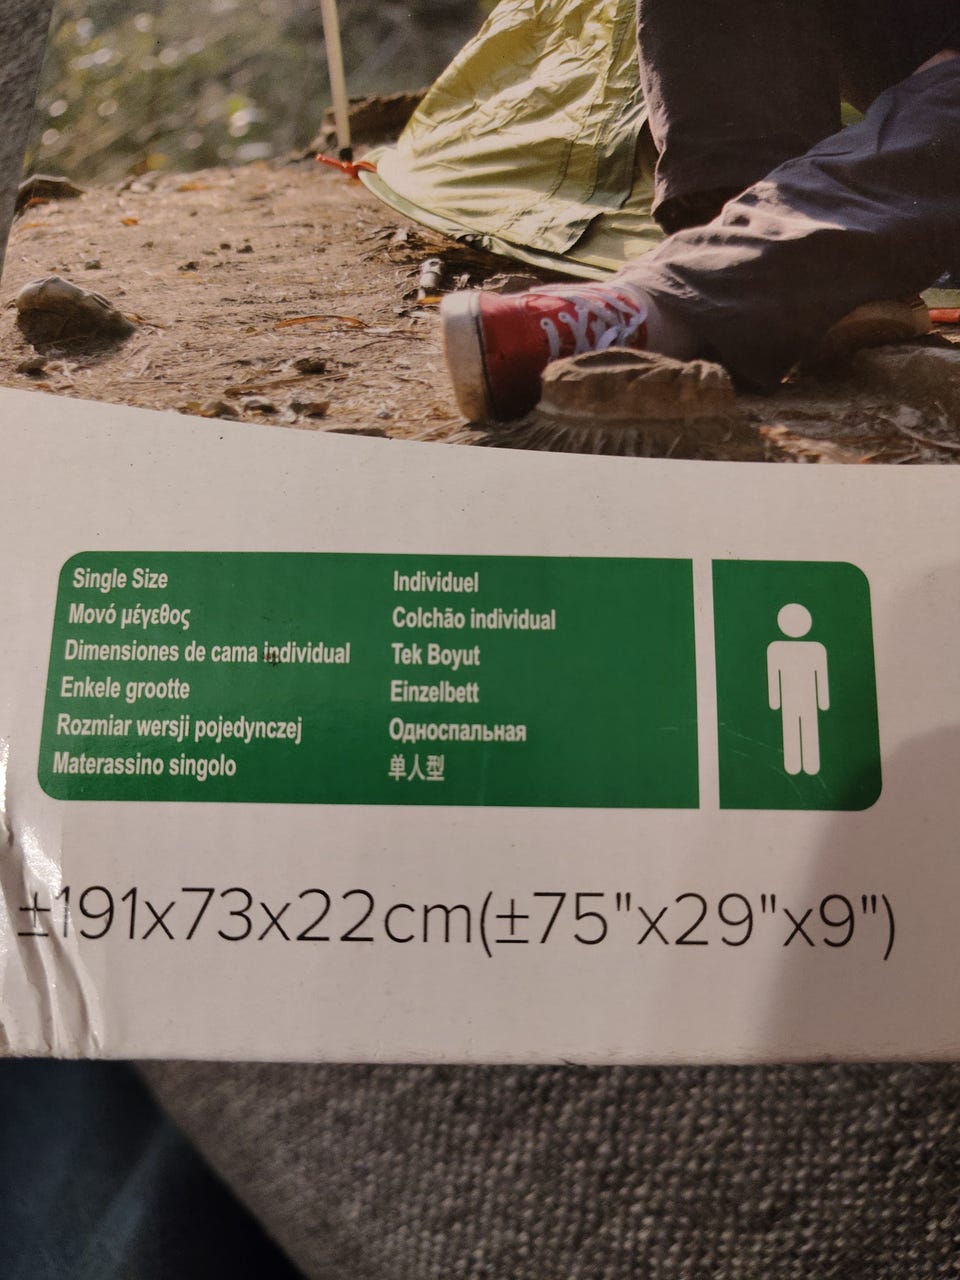 Single Size
Μονό μέγεθος
Dimensiones de cama individual
Enkele grootte
Rozmiar wersji pojedynczej
Materassino singolo
Individuel
Colchão individual
Tek Boyut
Einzelbett
Односпальная
单人型
±191x73x22cm(±75"x29"x9")